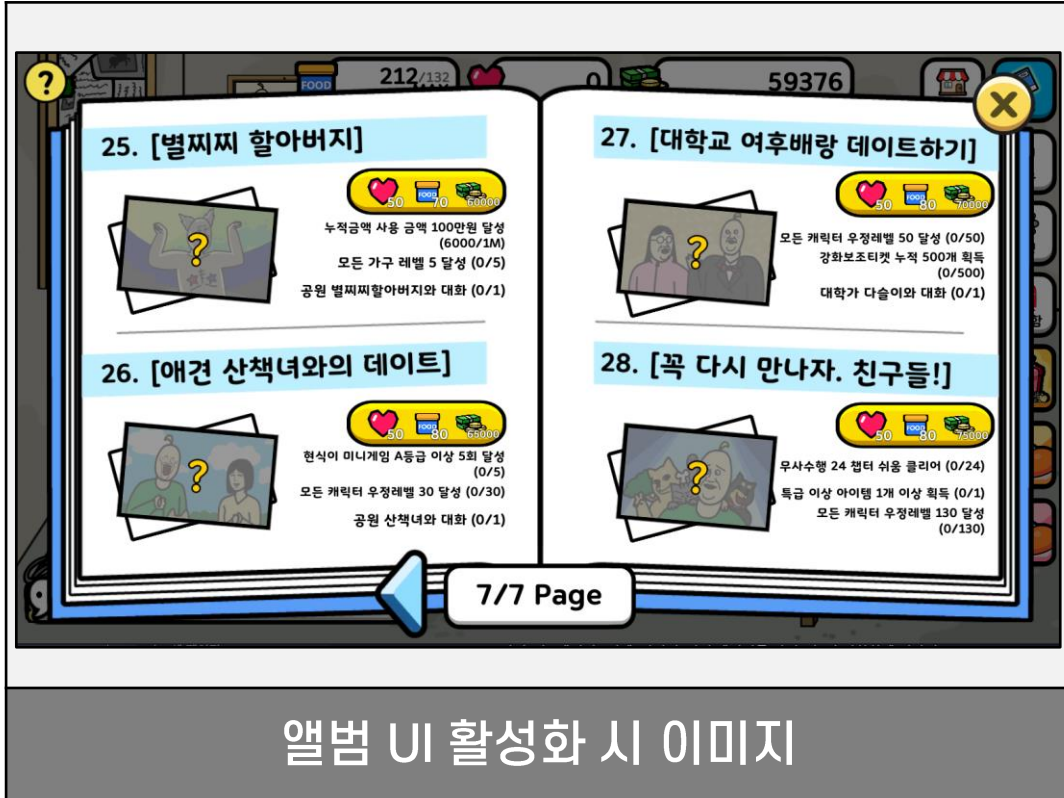 ?
FOOD
212/132
0
59376
X
25. [별찌찌 할아버지]
50 FOOD 70 60000
?
누적금액 사용 금액 100만원 달성
(6000/1M)
모든 가구 레벨 5 달성 (0/5)
공원 별찌찌할아버지와 대화 (0/1)
26. [애견 산책녀와의 데이트]
50 FOOD 80 65000
?
현식이 미니게임 A등급 이상 5회 달성
(0/5)
모든 캐릭터 우정레벨 30 달성 (0/30)
공원 산책녀와 대화 (0/1)
27. [대학교 여후배랑 데이트하기]
50 FOOD 80 70000
?
모든 캐릭터 우정레벨 50 달성 (0/50)
강화보조티켓 누적 500개 획득
(0/500)
대학가 다슬이와 대화 (0/1)
28. [꼭 다시 만나자. 친구들!]
50 FOOD 80 75000
?
무사수행 24 챕터 쉬움 클리어 (0/24)
특급 이상 아이템 1개 이상 획득 (0/1)
모든 캐릭터 우정레벨 130 달성
(0/130)
7/7 Page
앨범 UI 활성화 시 이미지